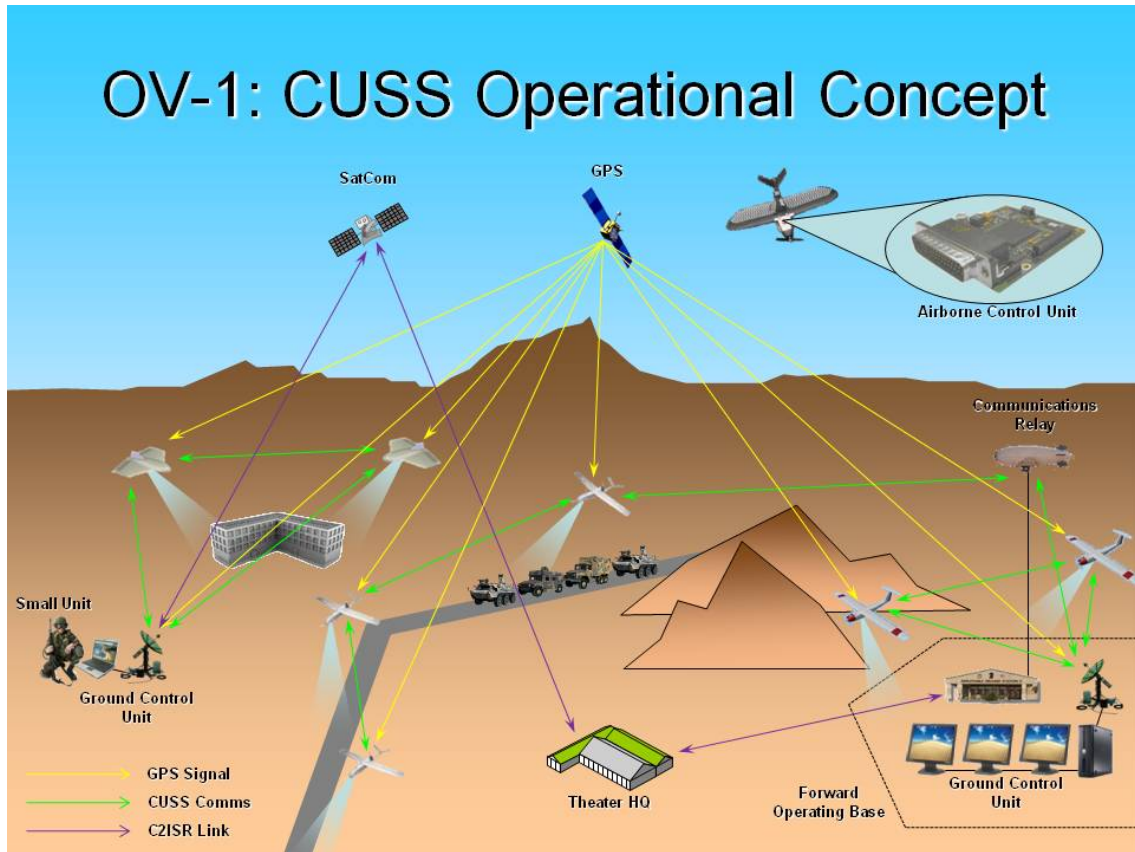 OV-1: CUSS Operational Concept
SatCom
GPS
Airborne Control Unit
Communications
Relay
Small Unit
Ground Control
Unit
Theater HQ
Forward
Operating Base
Ground Control
Unit
GPS Signal
CUSS Comms
C2ISR Link